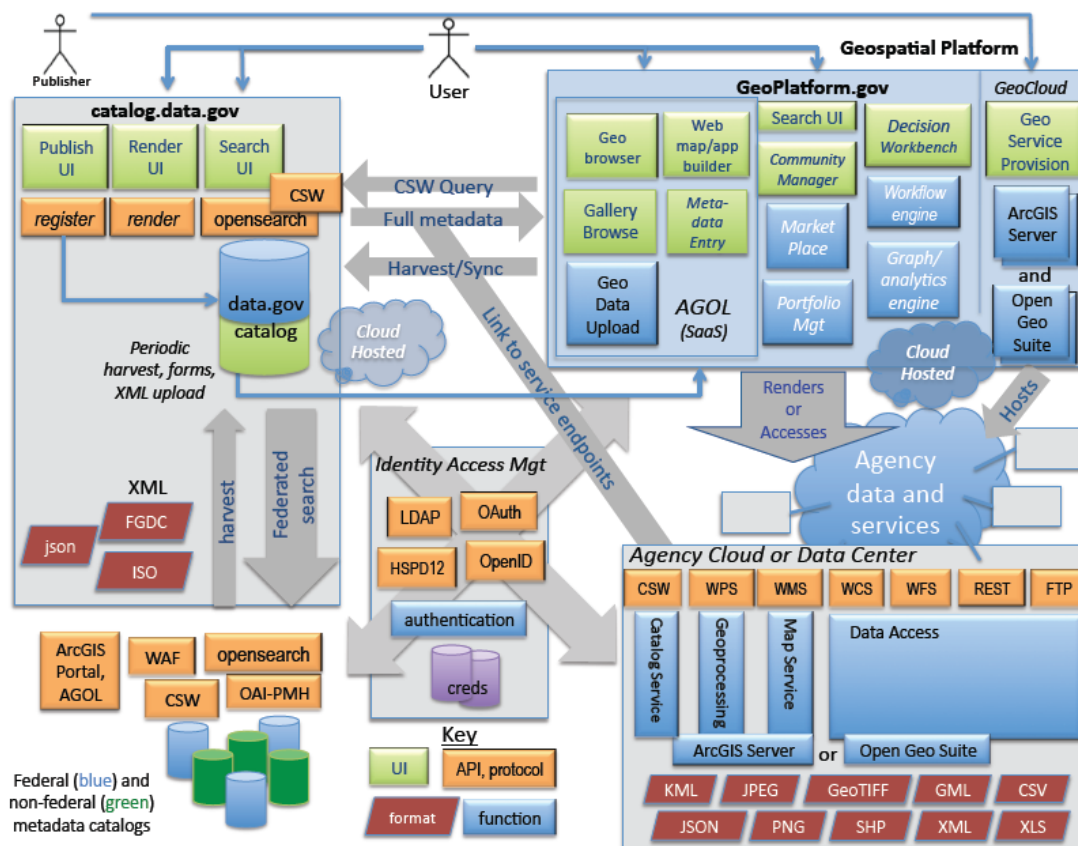 Publisher
User
Geospatial Platform
catalog.data.gov
Publish
UI
Render
UI
Search
UI
CSW
register
render
opensearch
data.gov
catalog
Periodic
harvest, forms,
XML upload
Cloud
Hosted
XML
FGDC
json
ISO
harvest
Federated
search
CSW Query
Full metadata
Harvest/Sync
Link to service endpoints
GeoPlatform.gov
Geo
browser
Web
map/app
builder
Search UI
Decision
Workbench
Community
Manager
Gallery
Browse
Meta-
data
Entry
Market
Place
Workflow
engine
Geo
Data
Upload
AGOL
(SaaS)
Portfolio
Mgt
Graph/
analytics
engine
GeoCloud
Geo
Service
Provision
ArcGIS
Server
and
Open
Geo
Suite
Cloud
Hosted
Renders
or
Accesses
Hosts
Agency
data and
services
Identity Access Mgt
LDAP
OAuth
HSPD12
OpenID
authentication
creds
Key
UI
API, protocol
format
function
ArcGIS
Portal,
AGOL
WAF
opensearch
CSW
OAI-PMH
Federal (blue) and
non-federal (green)
metadata catalogs
Agency Cloud or Data Center
CSW
WPS
WMS
WCS
WFS
REST
FTP
Catalog Service
Geoprocessing
Map Service
Data Access
ArcGIS Server
or
Open Geo Suite
KML
JPEG
GeoTIFF
GML
CSV
JSON
PNG
SHP
XML
XLS